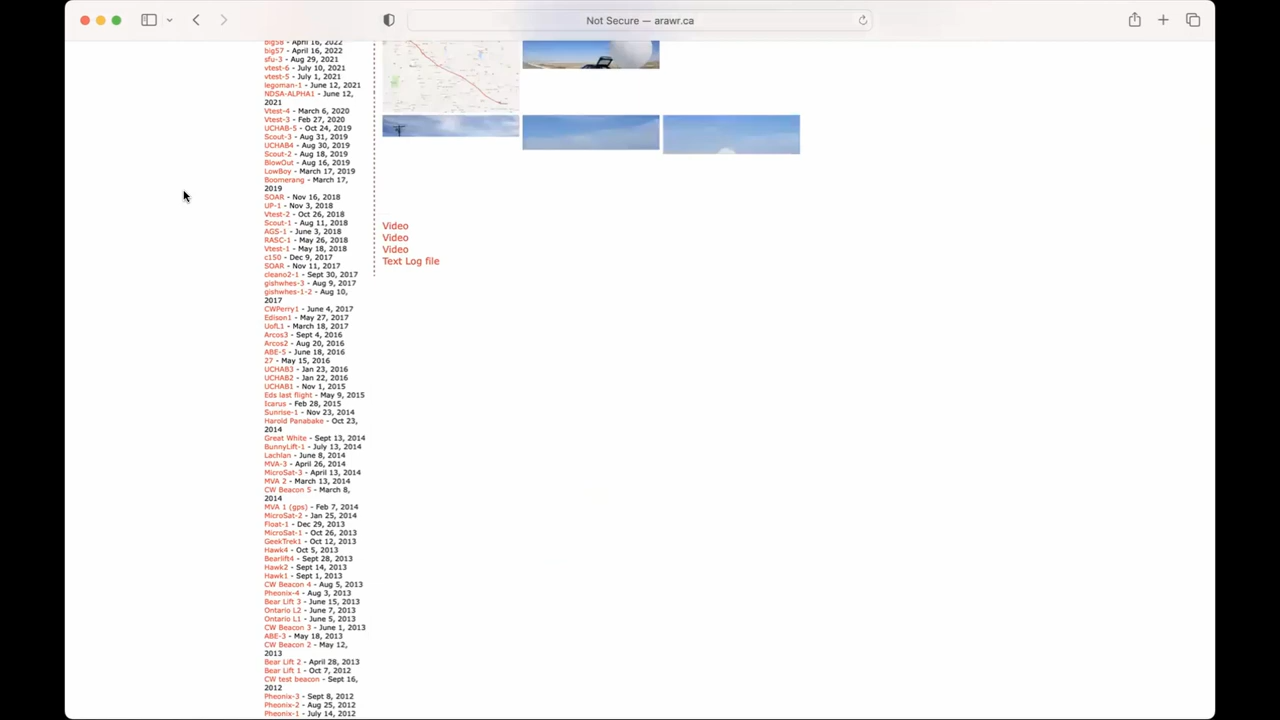 Not Secure — arawr.ca
big58 - April 16, 2022
big57 - April 16, 2022
sfu-3 - Aug 29, 2021
vtest-6 - July 10, 2021
vtest-5 - July 1, 2021
legoman-1 - June 12, 2021
NDSA-ALPHA1 - June 12,
2021
Vtest-4 - March 6, 2020
Vtest-3 - Feb 27, 2020
UCHAB-5 - Oct 24, 2019
Scout-3 - Aug 31, 2019
UCHAB4 - Aug 30, 2019
Scout-2 - Aug 18, 2019
BlowOut - Aug 16, 2019
LowBoy - March 17, 2019
Boomerang - March 17,
2019
SOAR - Nov 16, 2018
UP-1 - Nov 3, 2018
Vtest-2 - Oct 26, 2018
Scout-1 - Aug 11, 2018
AGS-1 - June 3, 2018
RASC-1 - May 26, 2018
Vtest-1 - May 18, 2018
c150 - Dec 9, 2017
SOAR - Nov 11, 2017
cleano2-1 - Sept 30, 2017
gishwhes-3 - Aug 9, 2017
gishwhes-1-2 - Aug 10,
2017
CWPerry1 - June 4, 2017
Edison1 - May 27, 2017
UofL1 - March 18, 2017
Arcos3 - Sept 4, 2016
Arcos2 - Aug 20, 2016
ABE-5 - June 18, 2016
27 - May 15, 2016
UCHAB3 - Jan 23, 2016
UCHAB2 - Jan 22, 2016
UCHAB1 - Nov 1, 2015
Eds last flight - May 9, 2015
Icarus - Feb 28, 2015
Sunrise-1 - Nov 23, 2014
Harold Panabake - Oct 23,
2014
Great White - Sept 13, 2014
BunnyLift-1 - July 13, 2014
Lachlan - June 8, 2014
MVA-3 - April 26, 2014
MicroSat-3 - April 13, 2014
MVA 2 - March 13, 2014
CW Beacon 5 - March 8,
2014
MVA 1 (gps) - Feb 7, 2014
MicroSat-2 - Jan 25, 2014
Float-1 - Dec 29, 2013
MicroSat-1 - Oct 26, 2013
GeekTrek1 - Oct 12, 2013
Hawk4 - Oct 5, 2013
Bearlift4 - Sept 28, 2013
Hawk2 - Sept 14, 2013
Hawk1 - Sept 1, 2013
CW Beacon 4 - Aug 5, 2013
Pheonix-4 - Aug 3, 2013
Bear Lift 3 - June 15, 2013
Ontario L2 - June 7, 2013
Ontario L1 - June 5, 2013
CW Beacon 3 - June 1, 2013
ABE-3 - May 18, 2013
CW Beacon 2 - May 12,
2013
Bear Lift 2 - April 28, 2013
Bear Lift 1 - Oct 7, 2012
CW test beacon - Sept 16,
2012
Pheonix-3 - Sept 8, 2012
Pheonix-2 - Aug 25, 2012
Pheonix-1 - July 14, 2012
Video
Video
Video
Text Log file